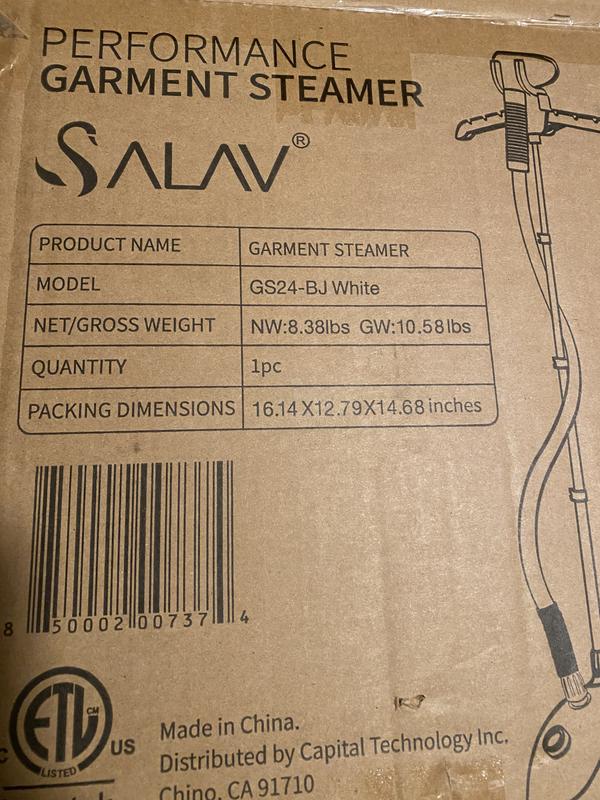 PERFORMANCE
GARMENT STEAMER
SALAV®
PRODUCT NAME GARMENT STEAMER
MODEL GS24-BJ White
NET/GROSS WEIGHT NW:8.38lbs GW:10.58lbs
QUANTITY 1pc
PACKING DIMENSIONS 16.14X12.79X14.68 inches
8 50002 00737 4
ETL CM
C US
LISTED
Made in China.
Distributed by Capital Technology Inc.
Chino, CA 91710